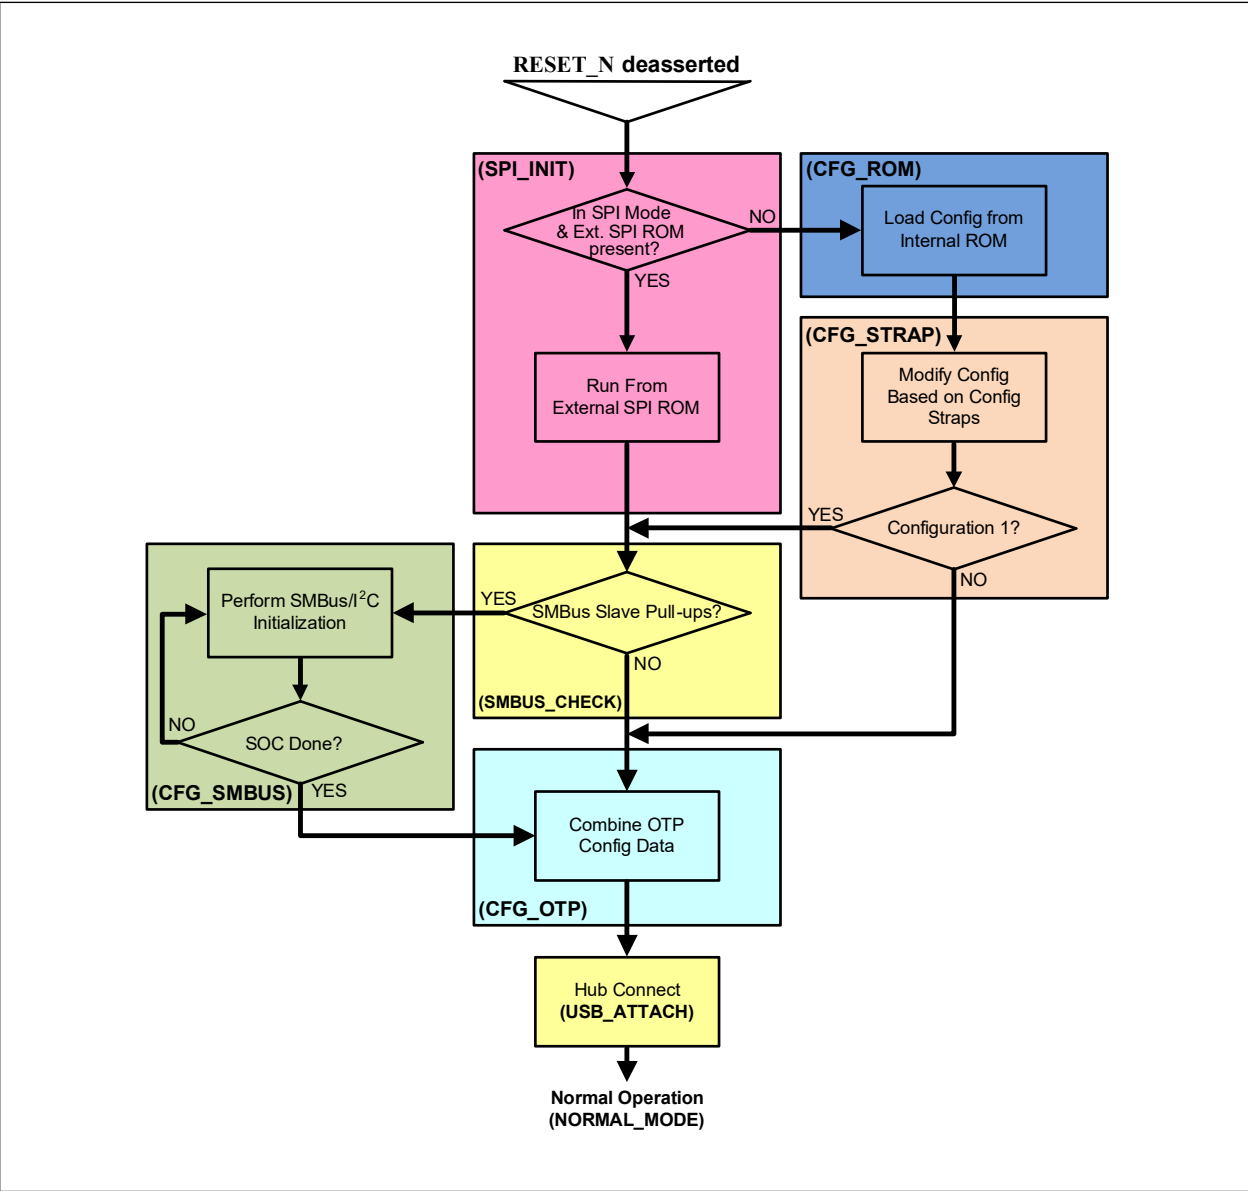 RESET_N deasserted
(SPI_INIT)
In SPI Mode
& Ext. SPI ROM
present?
NO
YES
Run From
External SPI ROM
(CFG_ROM)
Load Config from
Internal ROM
(CFG_STRAP)
Modify Config
Based on Config
Straps
Configuration 1?
YES
NO
SMBus Slave Pull-ups?
YES
NO
(SMBUS_CHECK)
Perform SMBus/I²C
Initialization
SOC Done?
NO
YES
(CFG_SMBUS)
Combine OTP
Config Data
(CFG_OTP)
Hub Connect
(USB_ATTACH)
Normal Operation
(NORMAL_MODE)